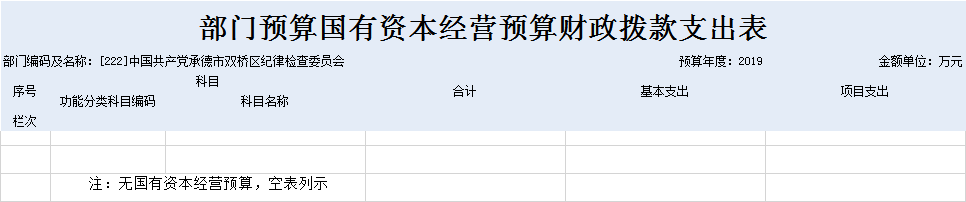 部门预算国有资本经营预算财政拨款支出表
部门编码及名称：[222]中国共产党承德市双桥区纪律检查委员会 预算年度：2019 金额单位：万元
序号 科目 合计 基本支出 项目支出
功能分类科目编码 科目名称
栏次
注：无国有资本经营预算，空表列示